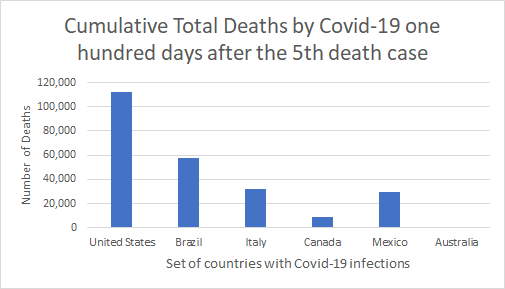 Cumulative Total Deaths by Covid-19 one
hundred days after the 5th death case
Number of Deaths
120,000
100,000
80,000
60,000
40,000
20,000
0
United States Brazil Italy Canada Mexico Australia
Set of countries with Covid-19 infections